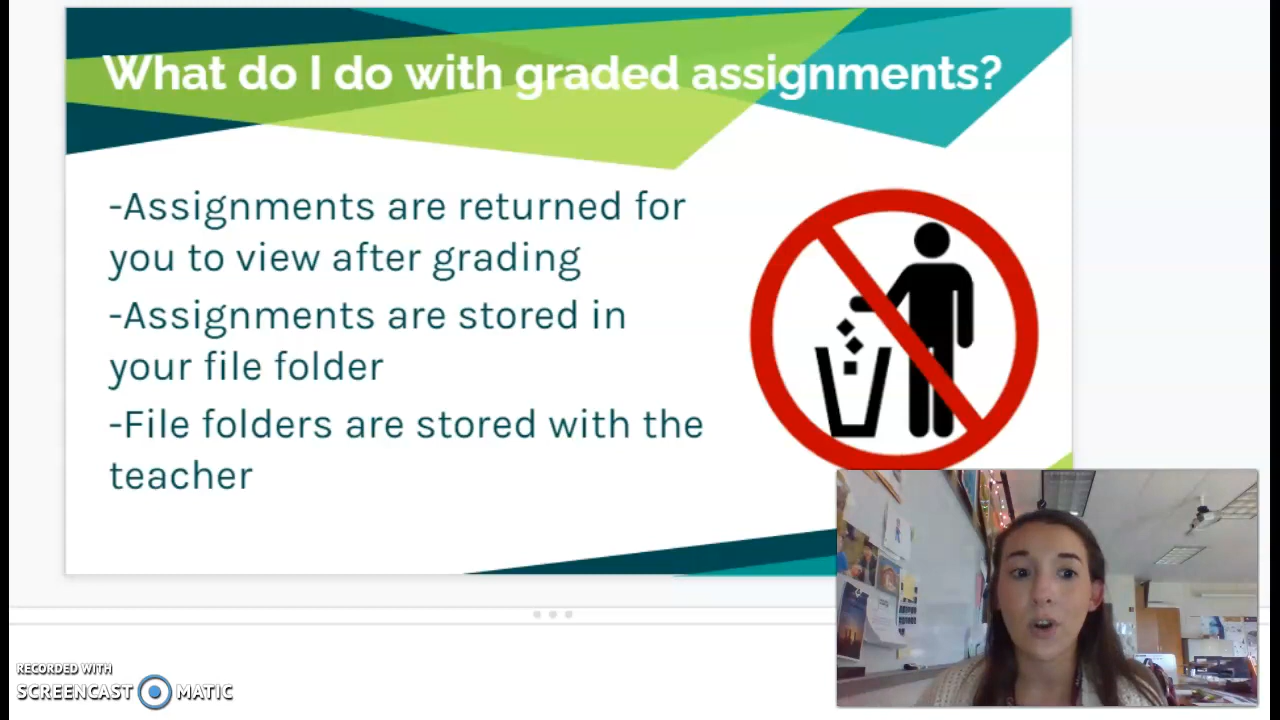 What do I do with graded assignments?
-Assignments are returned for
you to view after grading
-Assignments are stored in
your file folder
-File folders are stored with the
teacher
RECORDED WITH
SCREENCAST MATIC